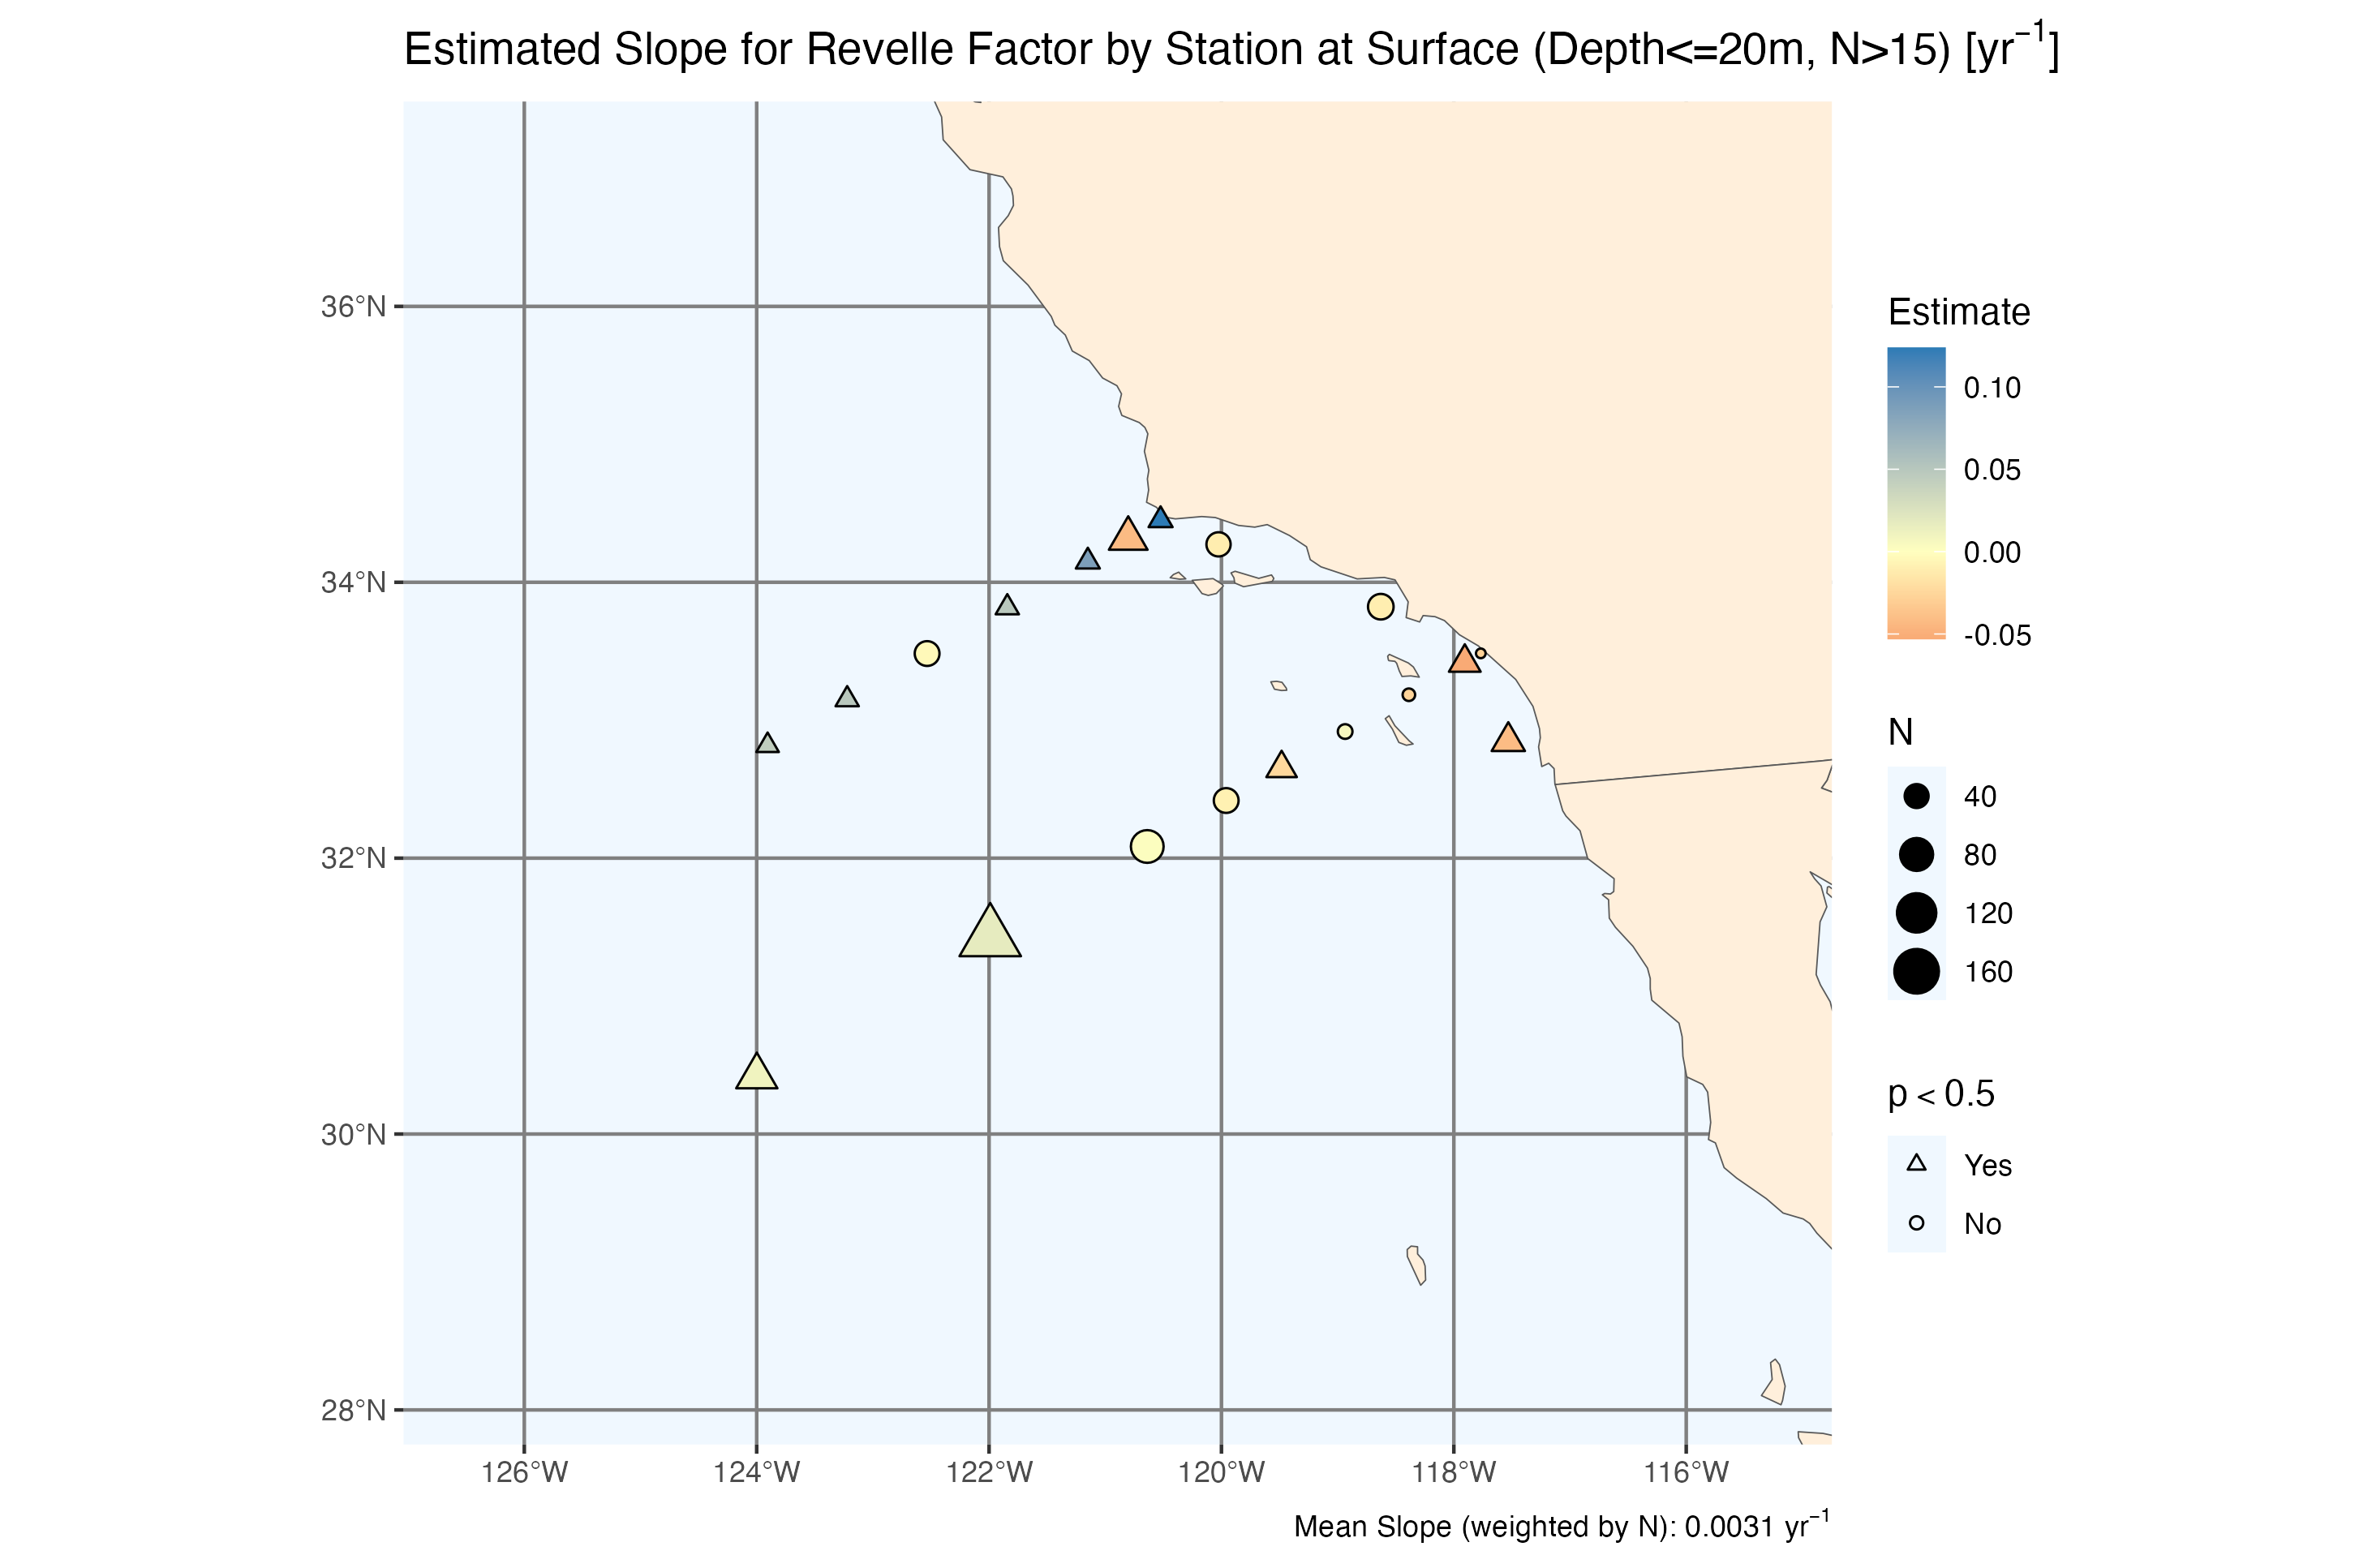 Estimated Slope for Revelle Factor by Station at Surface (Depth<=20m, N>15) [yr⁻¹]
36°N
34°N
32°N
30°N
28°N
126°W
124°W
122°W
120°W
118°W
116°W
Estimate
0.10
0.05
0.00
-0.05
N
40
80
120
160
p < 0.5
Yes
No
Mean Slope (weighted by N): 0.0031 yr⁻¹